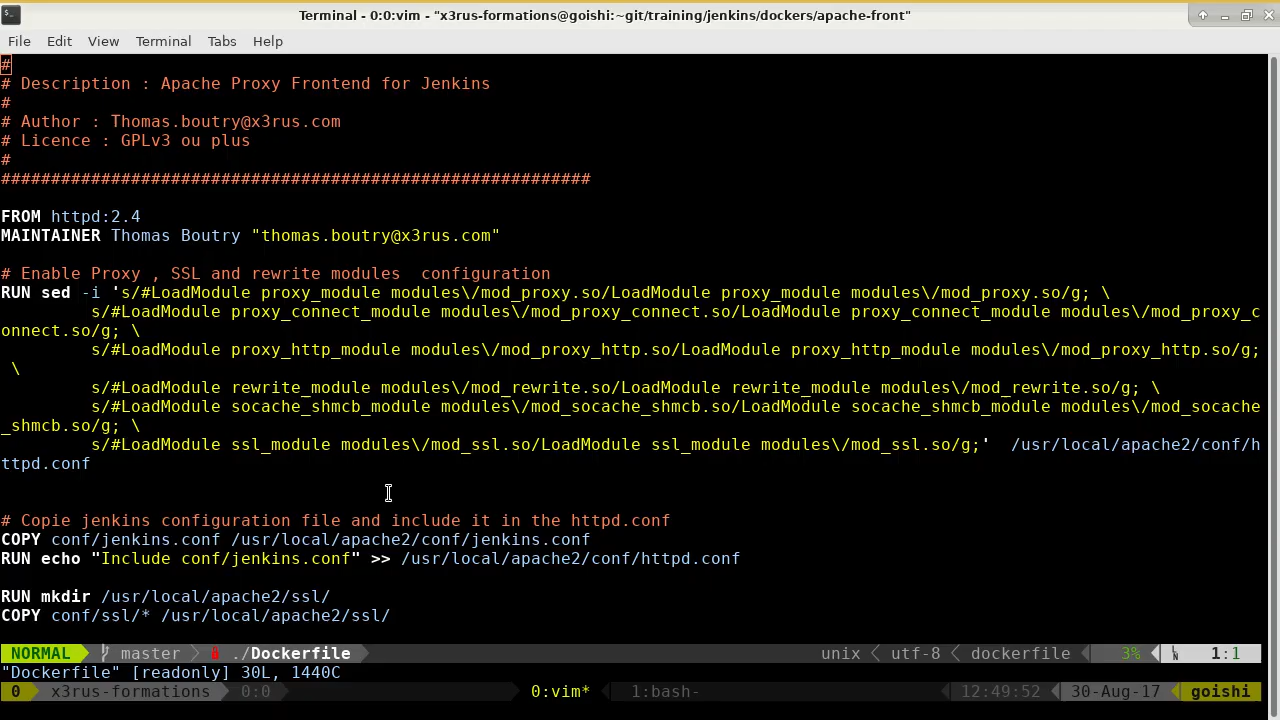 Terminal - 0:0:vim - "x3rus-formations@goishi:~git/training/jenkins/dockers/apache-front"
File Edit View Terminal Tabs Help
#
# Description : Apache Proxy Frontend for Jenkins
#
# Author : Thomas.boutry@x3rus.com
# Licence : GPLv3 ou plus
#
###########################################################
FROM httpd:2.4
MAINTAINER Thomas Boutry "thomas.boutry@x3rus.com"
# Enable Proxy , SSL and rewrite modules  configuration
RUN sed -i 's/#LoadModule proxy_module modules\/mod_proxy.so/LoadModule proxy_module modules\/mod_proxy.so/g; \
s/#LoadModule proxy_connect_module modules\/mod_proxy_connect.so/LoadModule proxy_connect_module modules\/mod_proxy_c
onnect.so/g; \
s/#LoadModule proxy_http_module modules\/mod_proxy_http.so/LoadModule proxy_http_module modules\/mod_proxy_http.so/g;
\
s/#LoadModule rewrite_module modules\/mod_rewrite.so/LoadModule rewrite_module modules\/mod_rewrite.so/g; \
s/#LoadModule socache_shmcb_module modules\/mod_socache_shmcb.so/LoadModule socache_shmcb_module modules\/mod_socache
_shmcb.so/g; \
s/#LoadModule ssl_module modules\/mod_ssl.so/LoadModule ssl_module modules\/mod_ssl.so/g;'  /usr/local/apache2/conf/h
ttpd.conf
# Copie jenkins configuration file and include it in the httpd.conf
COPY conf/jenkins.conf /usr/local/apache2/conf/jenkins.conf
RUN echo "Include conf/jenkins.conf" >> /usr/local/apache2/conf/httpd.conf
RUN mkdir /usr/local/apache2/ssl/
COPY conf/ssl/* /usr/local/apache2/ssl/
NORMAL master ./Dockerfile unix utf-8 dockerfile 3% LN 1:1
"Dockerfile" [readonly] 30L, 1440C
0 x3rus-formations 0:0 0:vim* 1:bash- 12:49:52 30-Aug-17 goishi